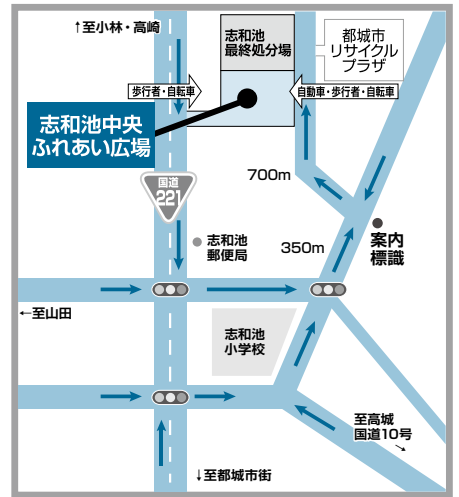 ↑至小林・高崎
志和池
最終処分場
都城市
リサイクル
プラザ
歩行者・自転車
自動車・歩行者・自転車
志和池中央
ふれあい広場
700m
国道
221
志和池
郵便局
350m
案内
標識
←至山田
志和池
小学校
至高城
国道10号
→
↓至都城市街